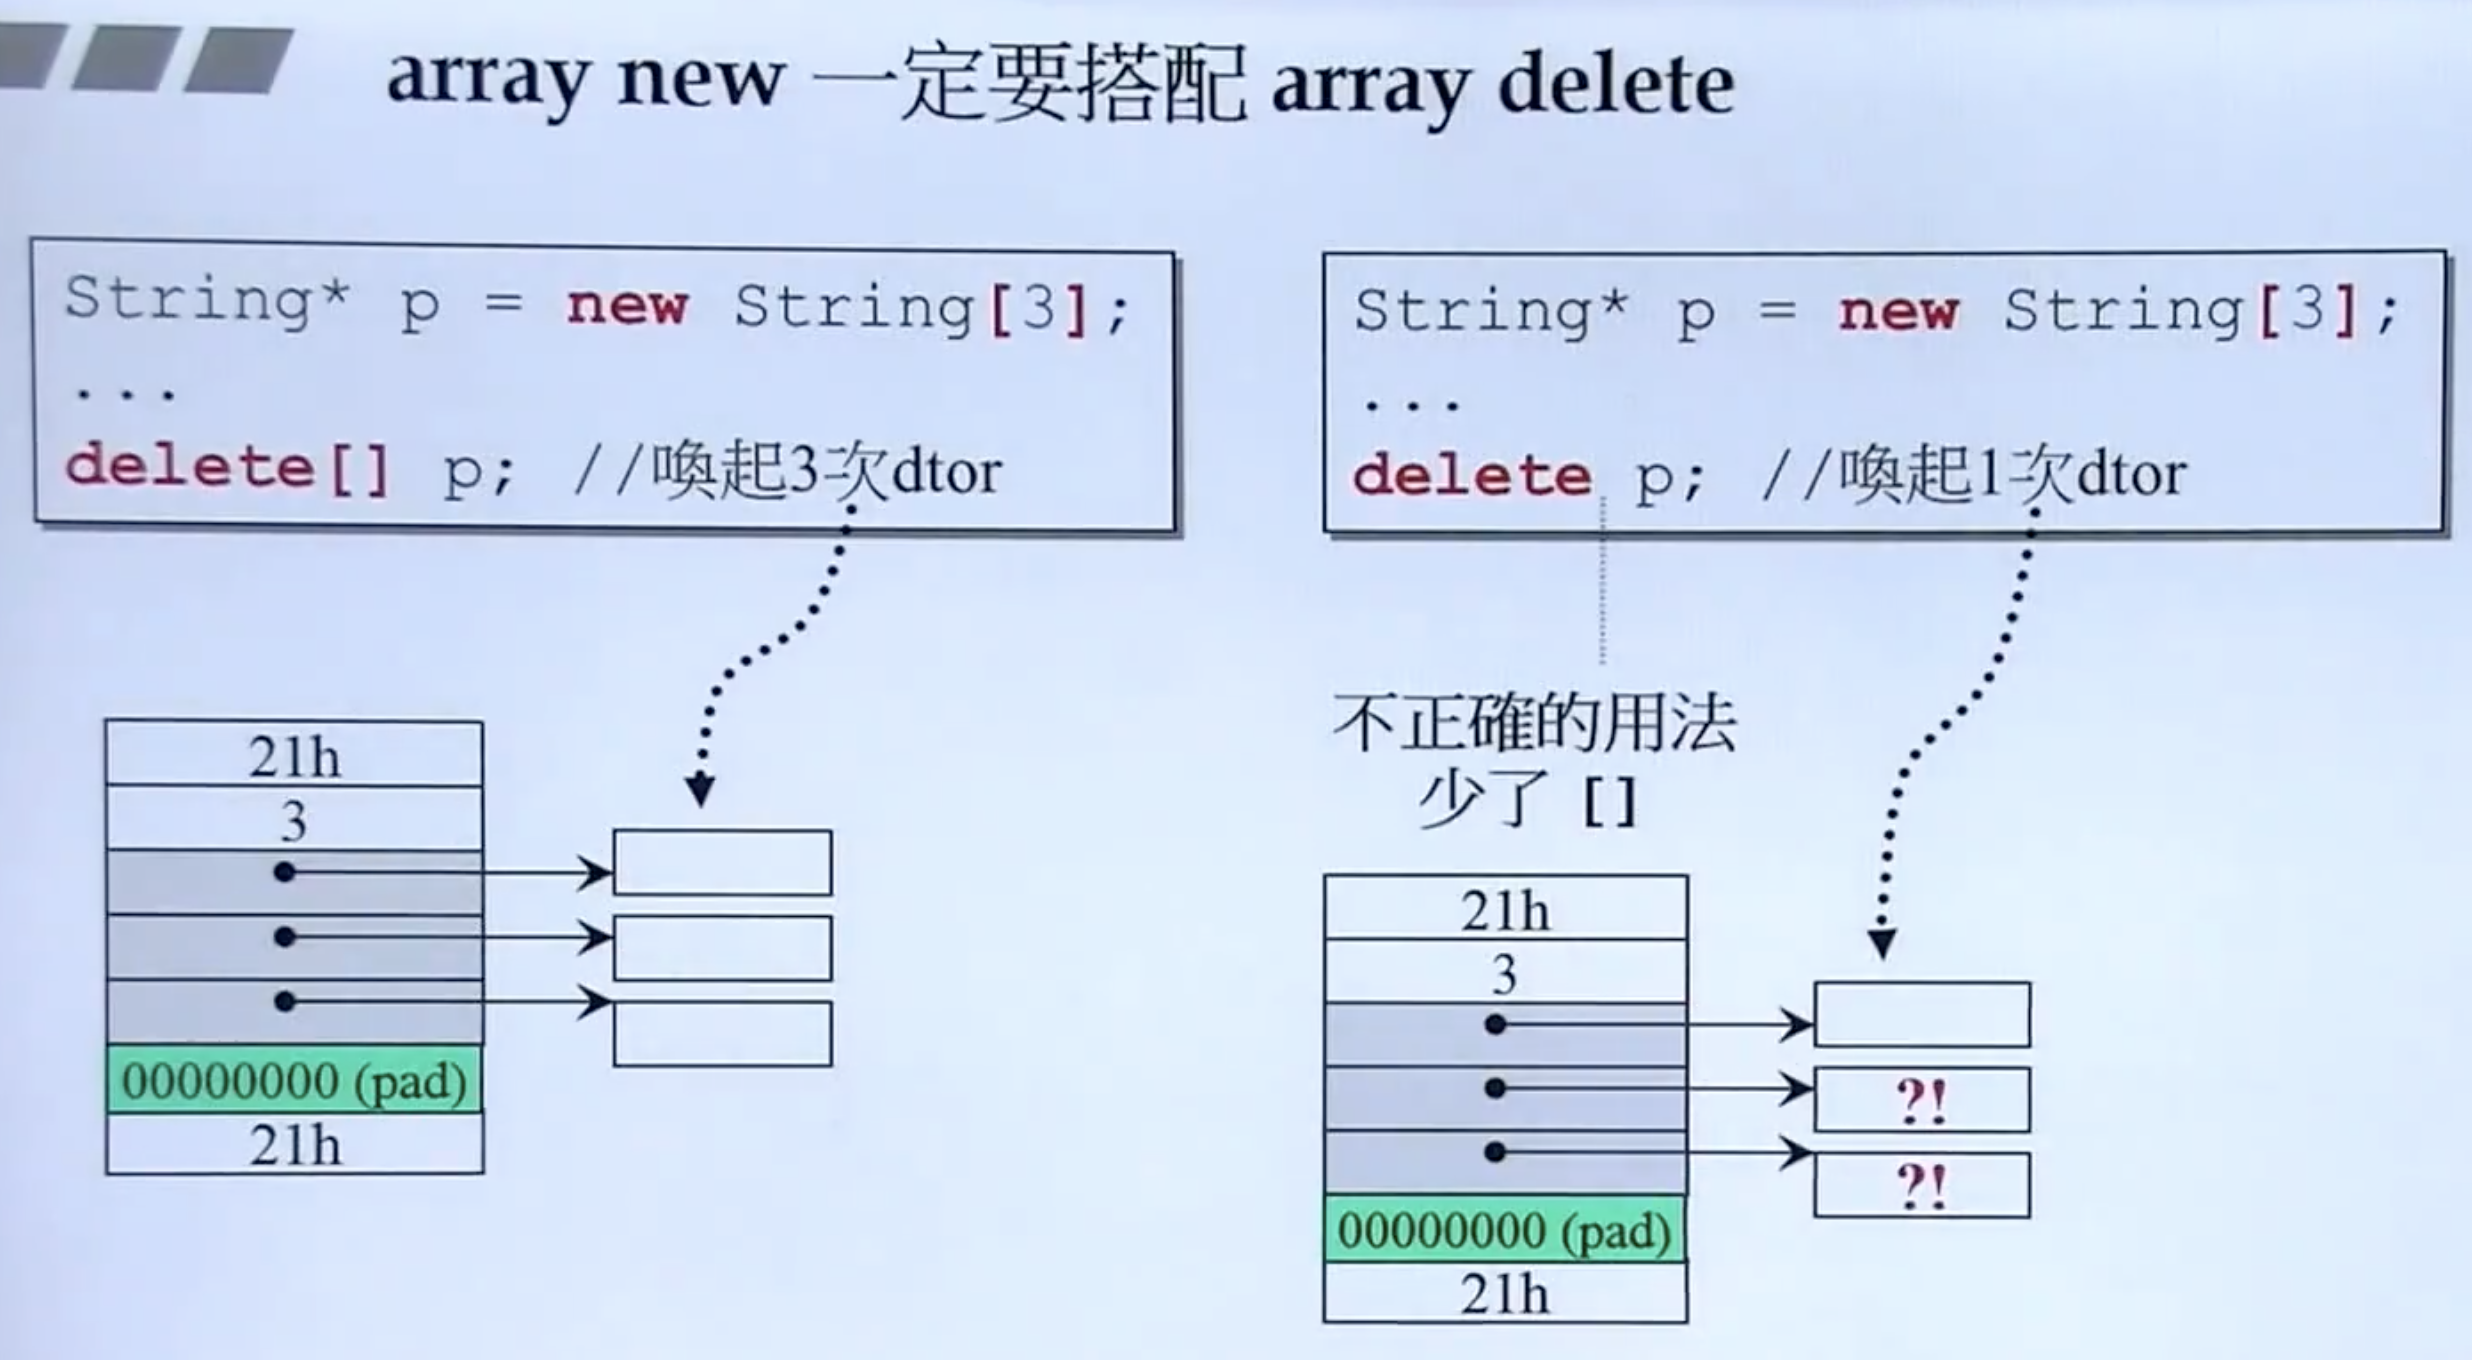 array new 一定要搭配 array delete
String* p = new String[3];
...
delete[] p; //喚起3次dtor
21h
3
00000000 (pad)
21h
String* p = new String[3];
...
delete p; //喚起1次dtor
不正確的用法
少了 []
21h
3
?!
?!
00000000 (pad)
21h